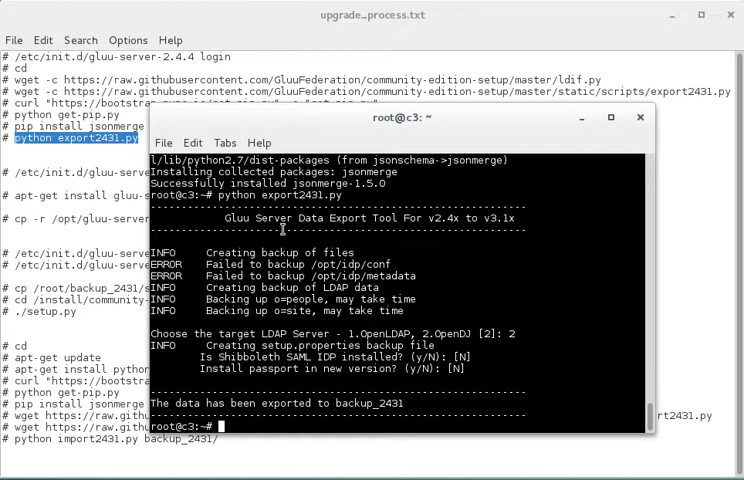 upgrade_process.txt
File Edit Search Options Help
# /etc/init.d/gluu-server-2.4.4 login
# cd
# wget -c https://raw.githubusercontent.com/GluuFederation/community-edition-setup/master/ldif.py
# wget -c https://raw.githubusercontent.com/GluuFederation/community-edition-setup/master/static/scripts/export2431.py
# curl "https://bootstrap.pypa.io/get-pip.py" -o "get-pip.py"
# python get-pip.py
# pip install jsonmerge
# python export2431.py
# /etc/init.d/gluu-se
# apt-get install gluu-s
# cp -r /opt/gluu-server
# /etc/init.d/gluu-se
# /etc/init.d/gluu-se
# cp /root/backup_2431/s
# cd /install/community-
# ./setup.py
# cd
# apt-get update
# apt-get install python
# curl "https://bootstra
# python get-pip.py
# pip install jsonmerge
# wget https://raw.githu
rt2431.py
# wget https://raw.githu
# python import2431.py backup_2431/
root@c3: ~
File Edit Tabs Help
l/lib/python2.7/dist-packages (from jsonschema->jsonmerge)
Installing collected packages: jsonmerge
Successfully installed jsonmerge-1.5.0
root@c3:~# python export2431.py
------------------------------------------------------------
Gluu Server Data Export Tool For v2.4x to v3.1x
------------------------------------------------------------
INFO Creating backup of files
ERROR Failed to backup /opt/idp/conf
ERROR Failed to backup /opt/idp/metadata
INFO Creating backup of LDAP data
INFO Backing up o=people, may take time
INFO Backing up o=site, may take time
Choose the target LDAP Server - 1.OpenLDAP, 2.OpenDJ [2]: 2
INFO Creating setup.properties backup file
Is Shibboleth SAML IDP installed? (y/N): [N]
Install passport in new version? (y/N): [N]
------------------------------------------------------------
The data has been exported to backup_2431
------------------------------------------------------------
root@c3:~#